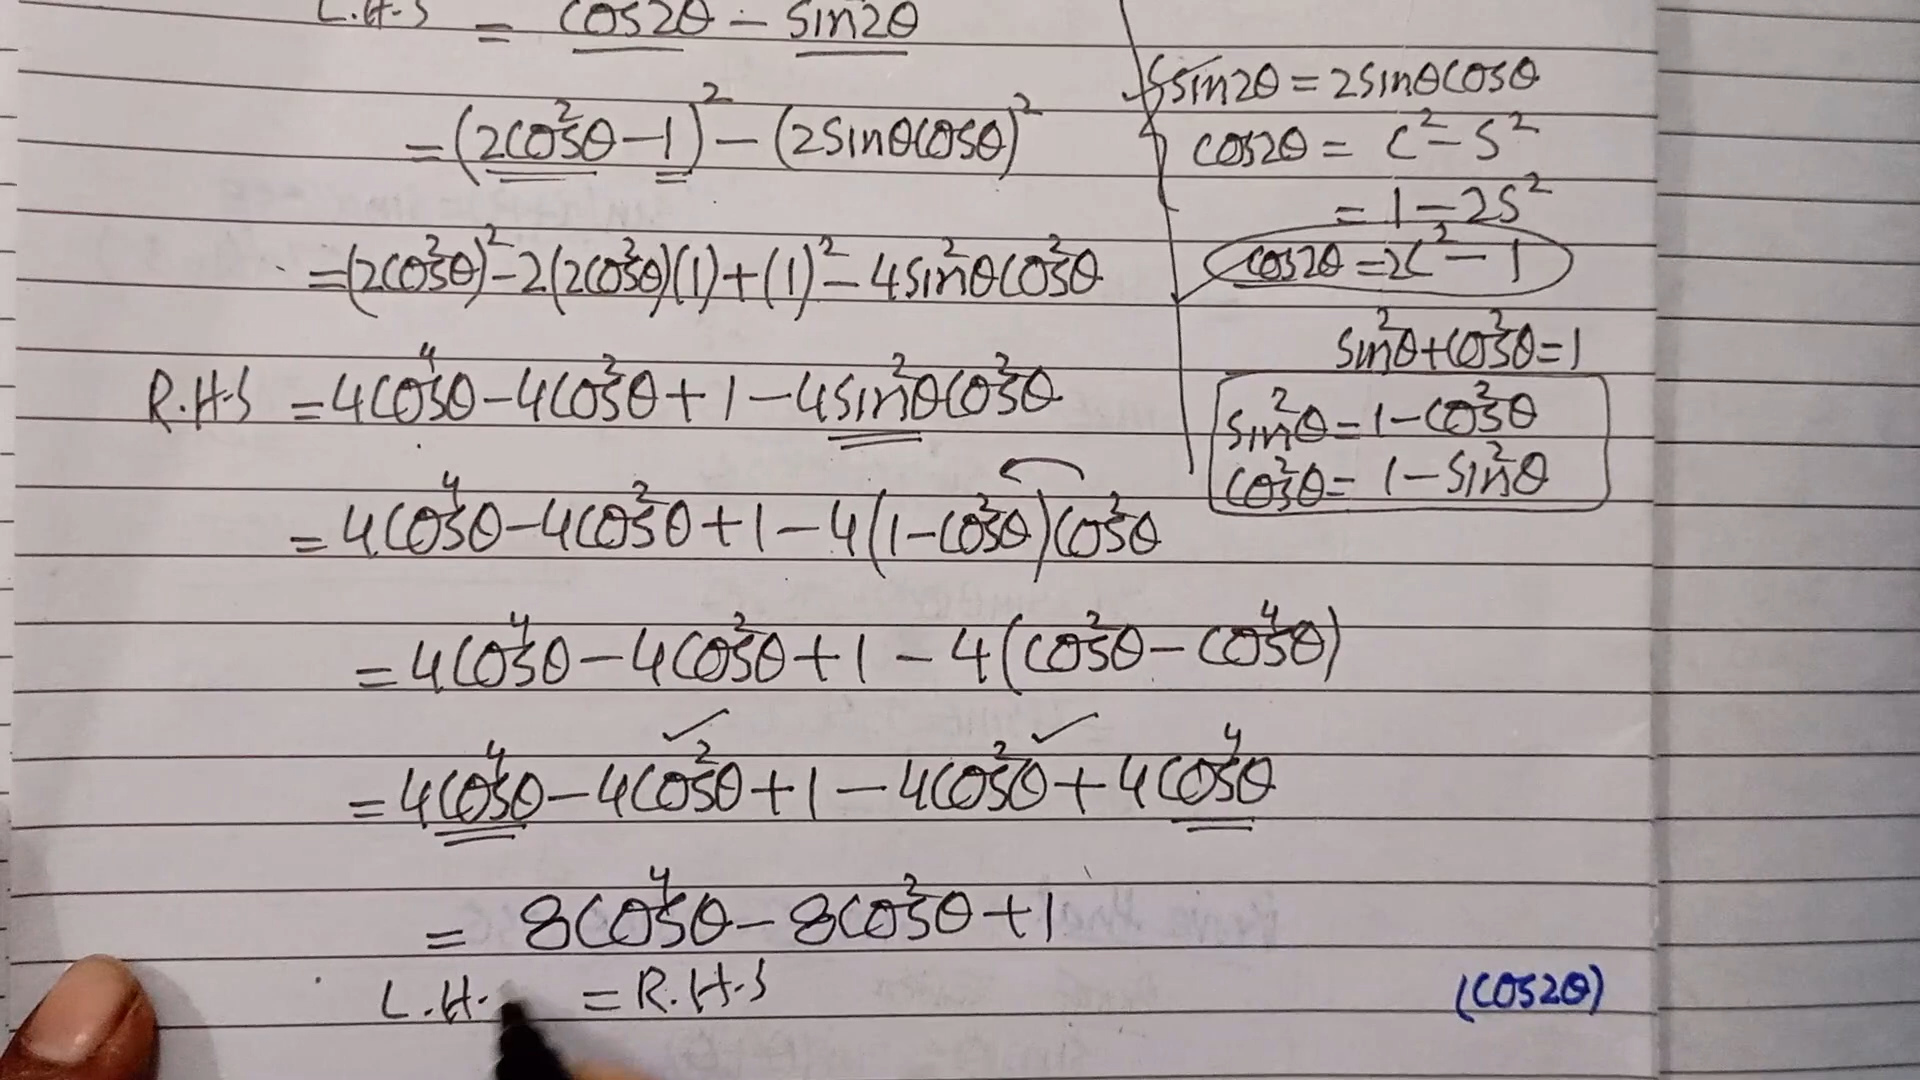 L.H.S = cos2θ - sin2θ
= (2cos²θ - 1)² - (2sinθcosθ)²
= (2cos²θ)² - 2(2cos²θ)(1) + (1)² - 4sin²θcos²θ
R.H.S = 4cos⁴θ - 4cos²θ + 1 - 4sin²θcos²θ
= 4cos⁴θ - 4cos²θ + 1 - 4(1 - cos²θ)cos²θ
= 4cos⁴θ - 4cos²θ + 1 - 4(cos²θ - cos⁴θ)
= 4cos⁴θ - 4cos²θ + 1 - 4cos²θ + 4cos⁴θ
= 8cos⁴θ - 8cos²θ + 1
L.H. = R.H.S
sin2θ = 2sinθcosθ
cos2θ = c² - s²
= 1 - 2s²
cos2θ = 2c² - 1
sin²θ + cos²θ = 1
sin²θ = 1 - cos²θ
cos²θ = 1 - sin²θ
(cos2θ)